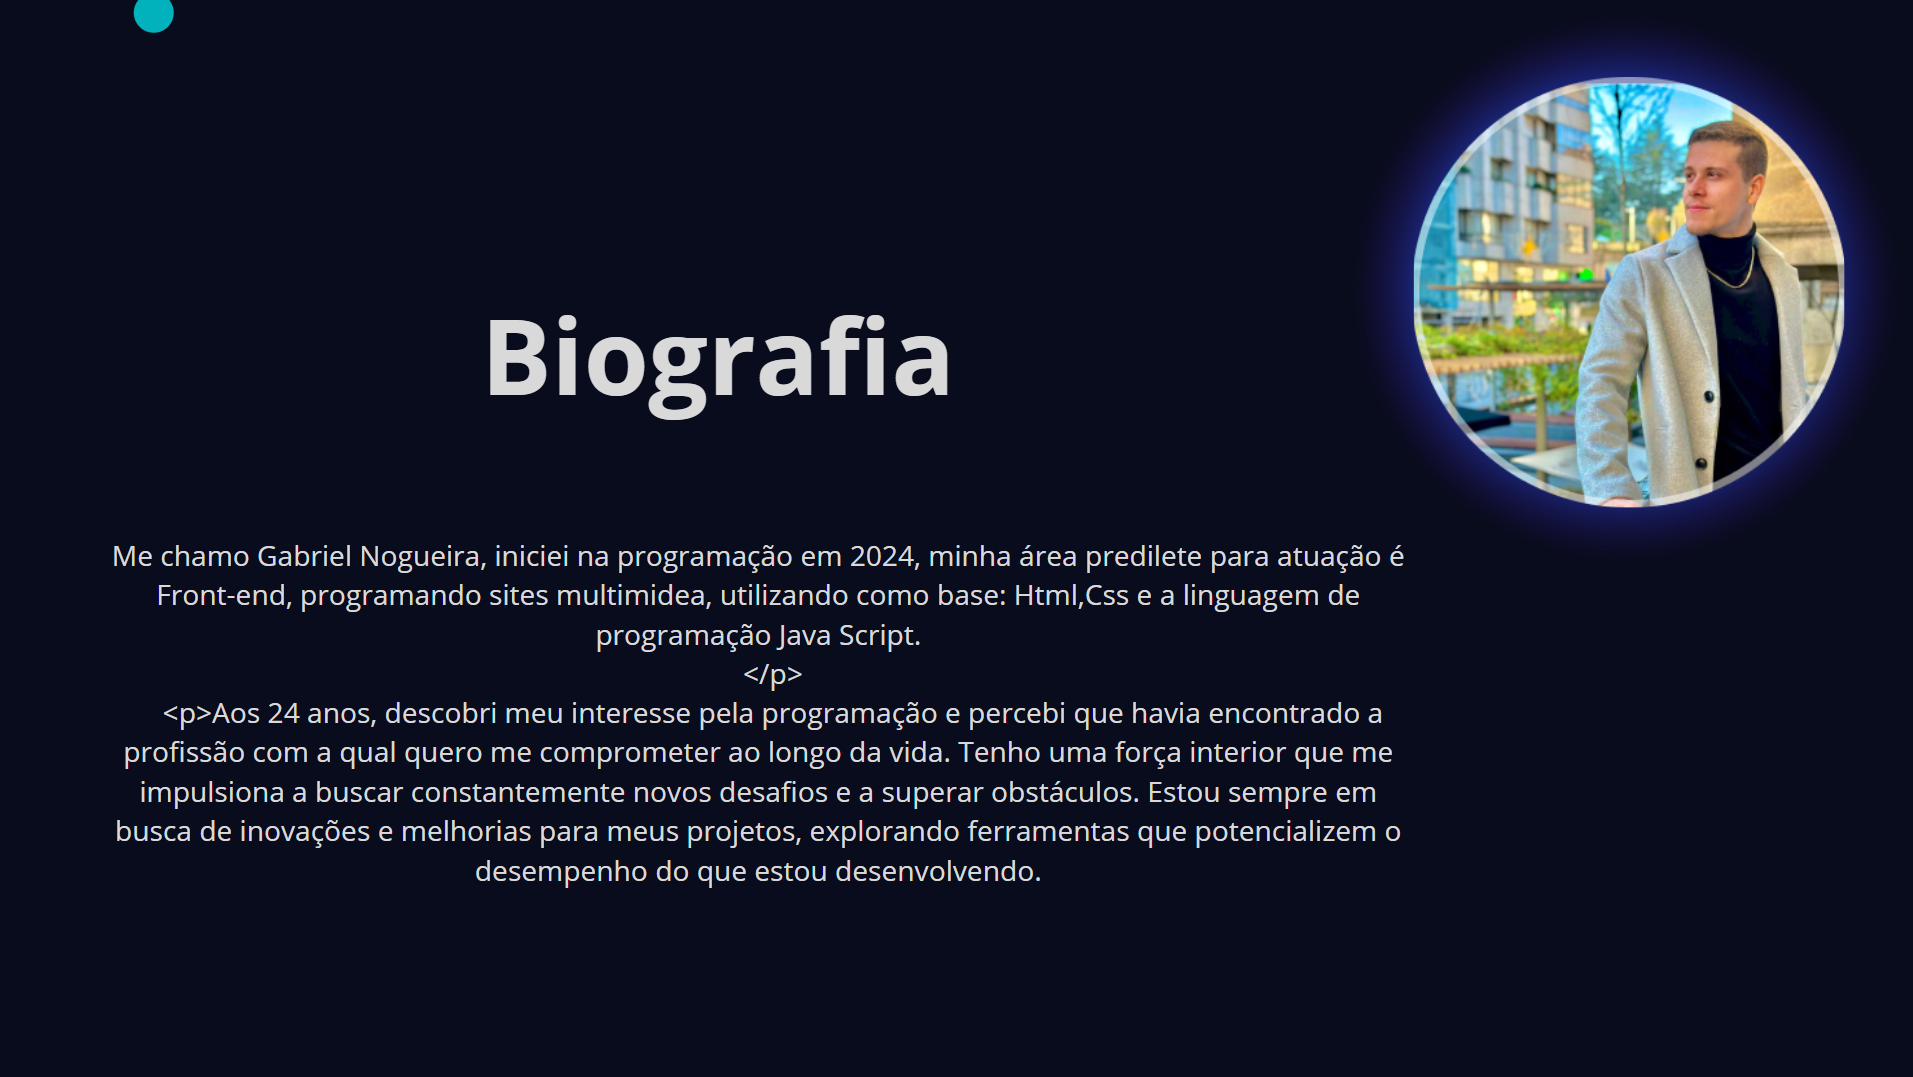 Biografia
Me chamo Gabriel Nogueira, iniciei na programação em 2024, minha área predilete para atuação é
Front-end, programando sites multimidea, utilizando como base: Html,Css e a linguagem de
programação Java Script.
</p>
<p>Aos 24 anos, descobri meu interesse pela programação e percebi que havia encontrado a
profissão com a qual quero me comprometer ao longo da vida. Tenho uma força interior que me
impulsiona a buscar constantemente novos desafios e a superar obstáculos. Estou sempre em
busca de inovações e melhorias para meus projetos, explorando ferramentas que potencializem o
desempenho do que estou desenvolvendo.